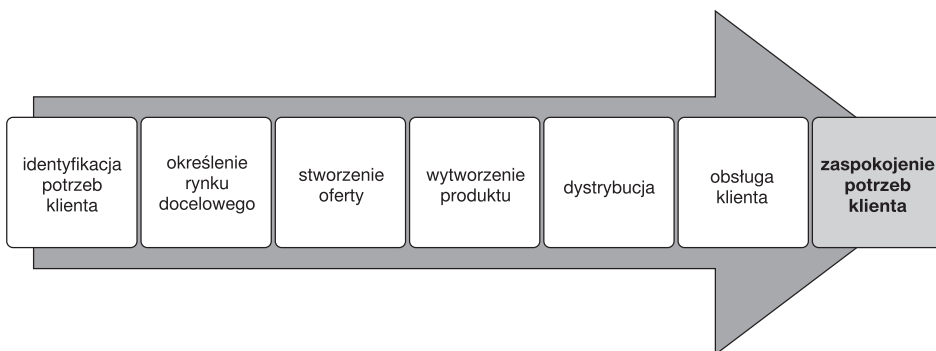 identyfikacja
potrzeb
klienta
określenie
rynku
docelowego
stworzenie
oferty
wytworzenie
produktu
dystrybucja
obsługa
klienta
zaspokojenie
potrzeb
klienta